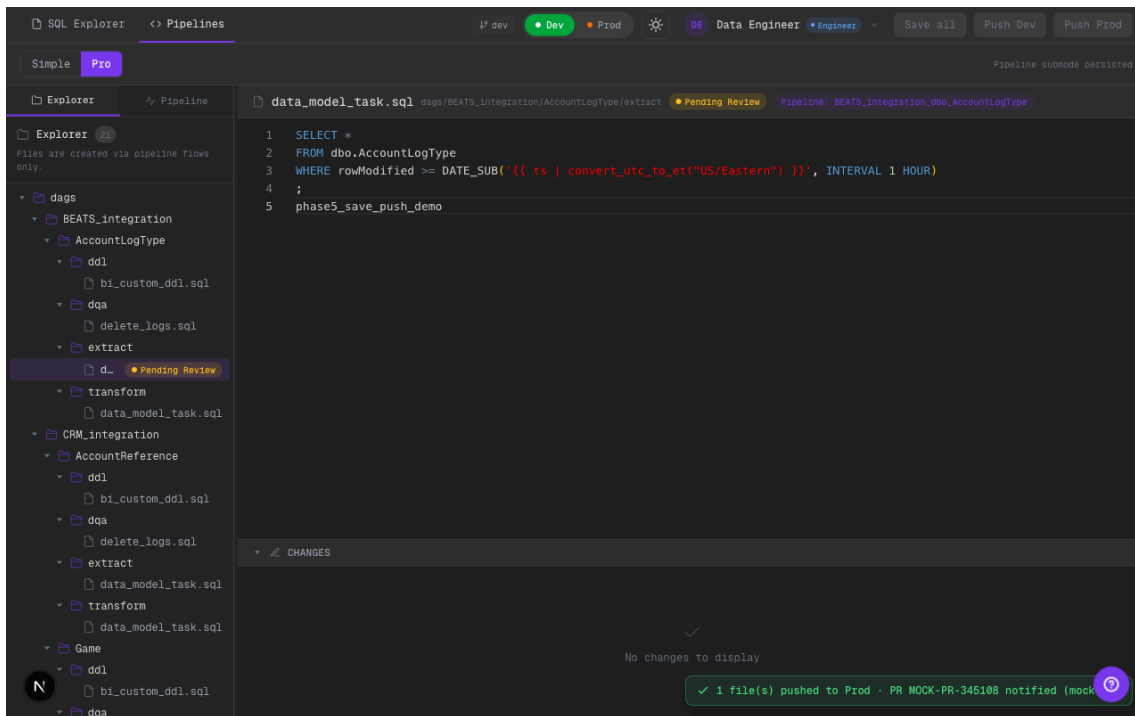 SQL Explorer
<> Pipelines
dev
Dev
Prod
DE
Data Engineer
Engineer
Save all
Push Dev
Push Prod
Simple
Pro
Pipeline submode persisted
Explorer
Pipeline
data_model_task.sql
dags/BEATS_integration/AccountLogType/extract
Pending Review
Pipeline: BEATS_integration_dbo_AccountLogType
Explorer 21
Files are created via pipeline flows
only.
dags
BEATS_integration
AccountLogType
ddl
bi_custom_ddl.sql
dqa
delete_logs.sql
extract
d… Pending Review
transform
data_model_task.sql
CRM_integration
AccountReference
ddl
bi_custom_ddl.sql
dqa
delete_logs.sql
extract
data_model_task.sql
transform
data_model_task.sql
Game
ddl
bi_custom_ddl.sql
dqa
N
1 SELECT *
2 FROM dbo.AccountLogType
3 WHERE rowModified >= DATE_SUB('{{ ts | convert_utc_to_et("US/Eastern") }}', INTERVAL 1 HOUR)
4 ;
5 phase5_save_push_demo
CHANGES
No changes to display
1 file(s) pushed to Prod · PR MOCK-PR-345108 notified (mock
?